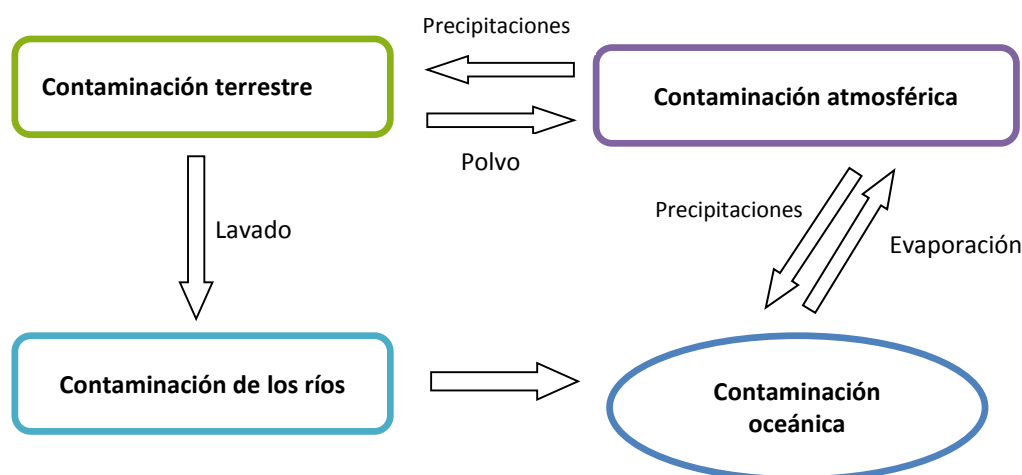 Precipitaciones
Contaminación terrestre
Contaminación atmosférica
Polvo
Precipitaciones
Lavado
Evaporación
Contaminación de los ríos
Contaminación
oceánica